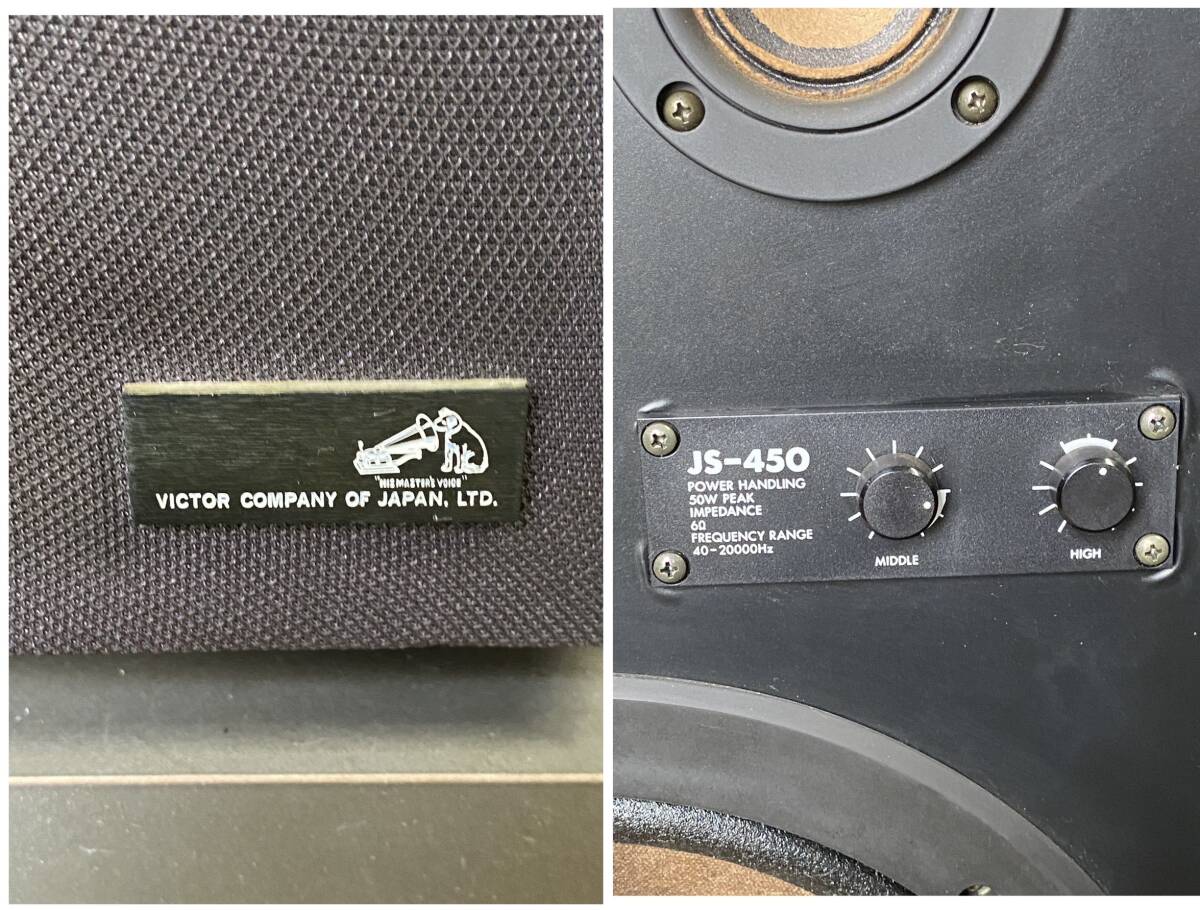 "HIS MASTER'S VOICE"
VICTOR COMPANY OF JAPAN, LTD.
JS-450
POWER HANDLING
50W PEAK
IMPEDANCE
6Ω
FREQUENCY RANGE
40-20000Hz
MIDDLE
HIGH